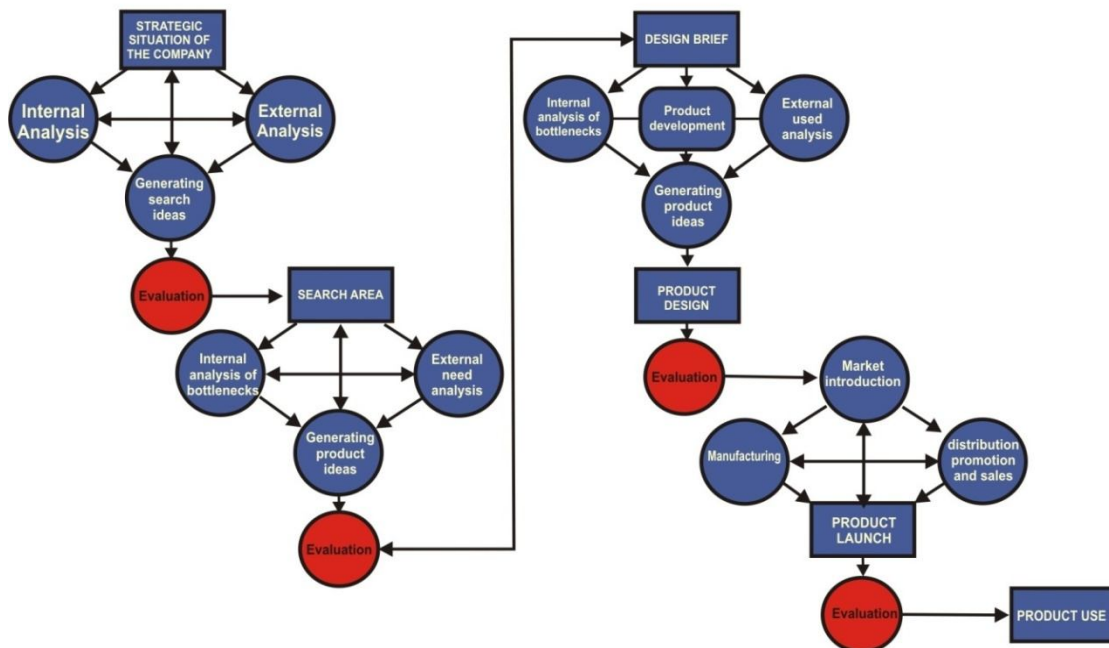 STRATEGIC
SITUATION OF
THE COMPANY
Internal
Analysis
External
Analysis
Generating
search
ideas
Evaluation
SEARCH AREA
Internal
analysis of
bottlenecks
External
need
analysis
Generating
product
ideas
Evaluation
DESIGN BRIEF
Internal
analysis of
bottlenecks
Product
development
External
used
analysis
Generating
product
ideas
PRODUCT
DESIGN
Evaluation
Market
introduction
Manufacturing
distribution
promotion
and sales
PRODUCT
LAUNCH
Evaluation
PRODUCT USE